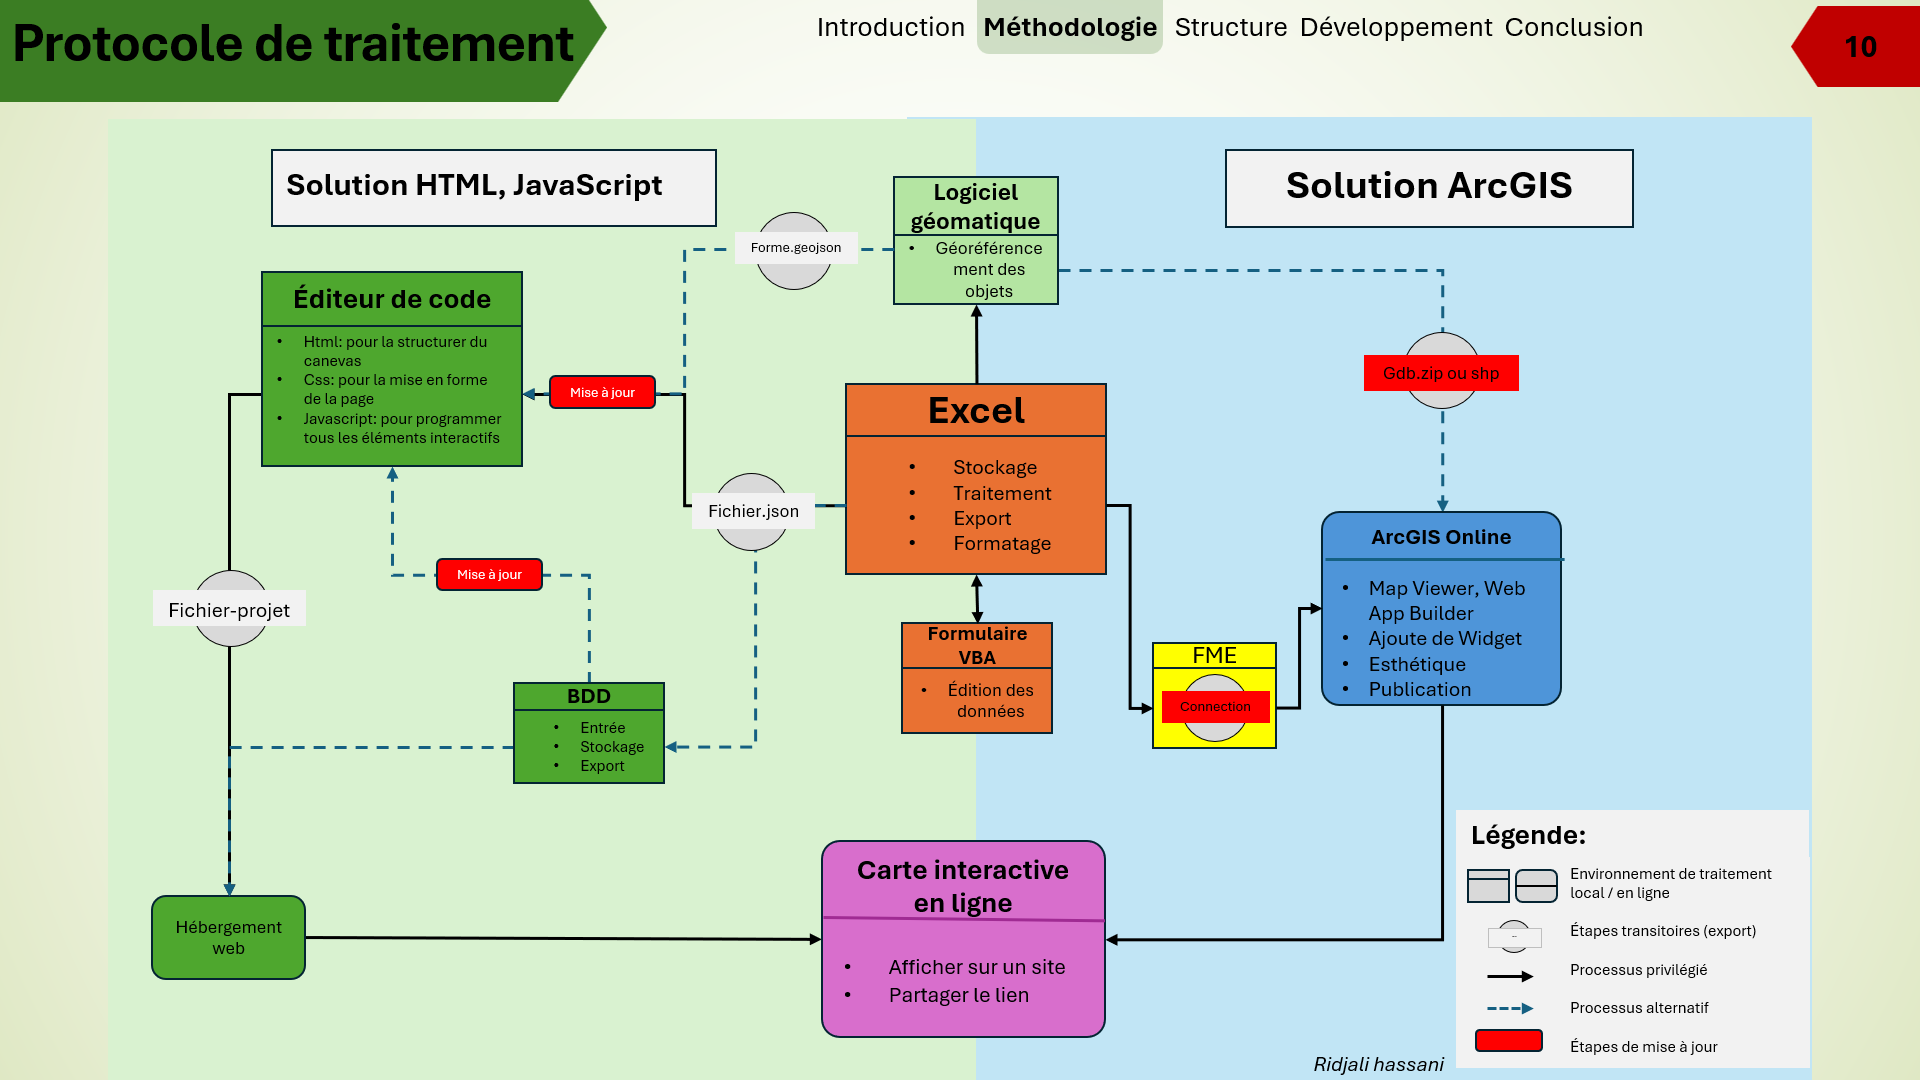 Protocole de traitement
Introduction Méthodologie Structure Développement Conclusion
10
Solution HTML, JavaScript
Solution ArcGIS
Logiciel
géomatique
• Géoréférence
ment des
objets
Forme.geojson
Éditeur de code
• Html: pour la structurer du
canevas
• Css: pour la mise en forme
de la page
• Javascript: pour programmer
tous les éléments interactifs
Mise à jour
Gdb.zip ou shp
Excel
• Stockage
• Traitement
• Export
• Formatage
Fichier.json
ArcGIS Online
• Map Viewer, Web
App Builder
• Ajoute de Widget
• Esthétique
• Publication
Mise à jour
Fichier-projet
Formulaire
VBA
• Édition des
données
FME
Connection
BDD
• Entrée
• Stockage
• Export
Carte interactive
en ligne
• Afficher sur un site
• Partager le lien
Hébergement
web
Légende:
Environnement de traitement
local / en ligne
...
Étapes transitoires (export)
Processus privilégié
Processus alternatif
Étapes de mise à jour
Ridjali hassani